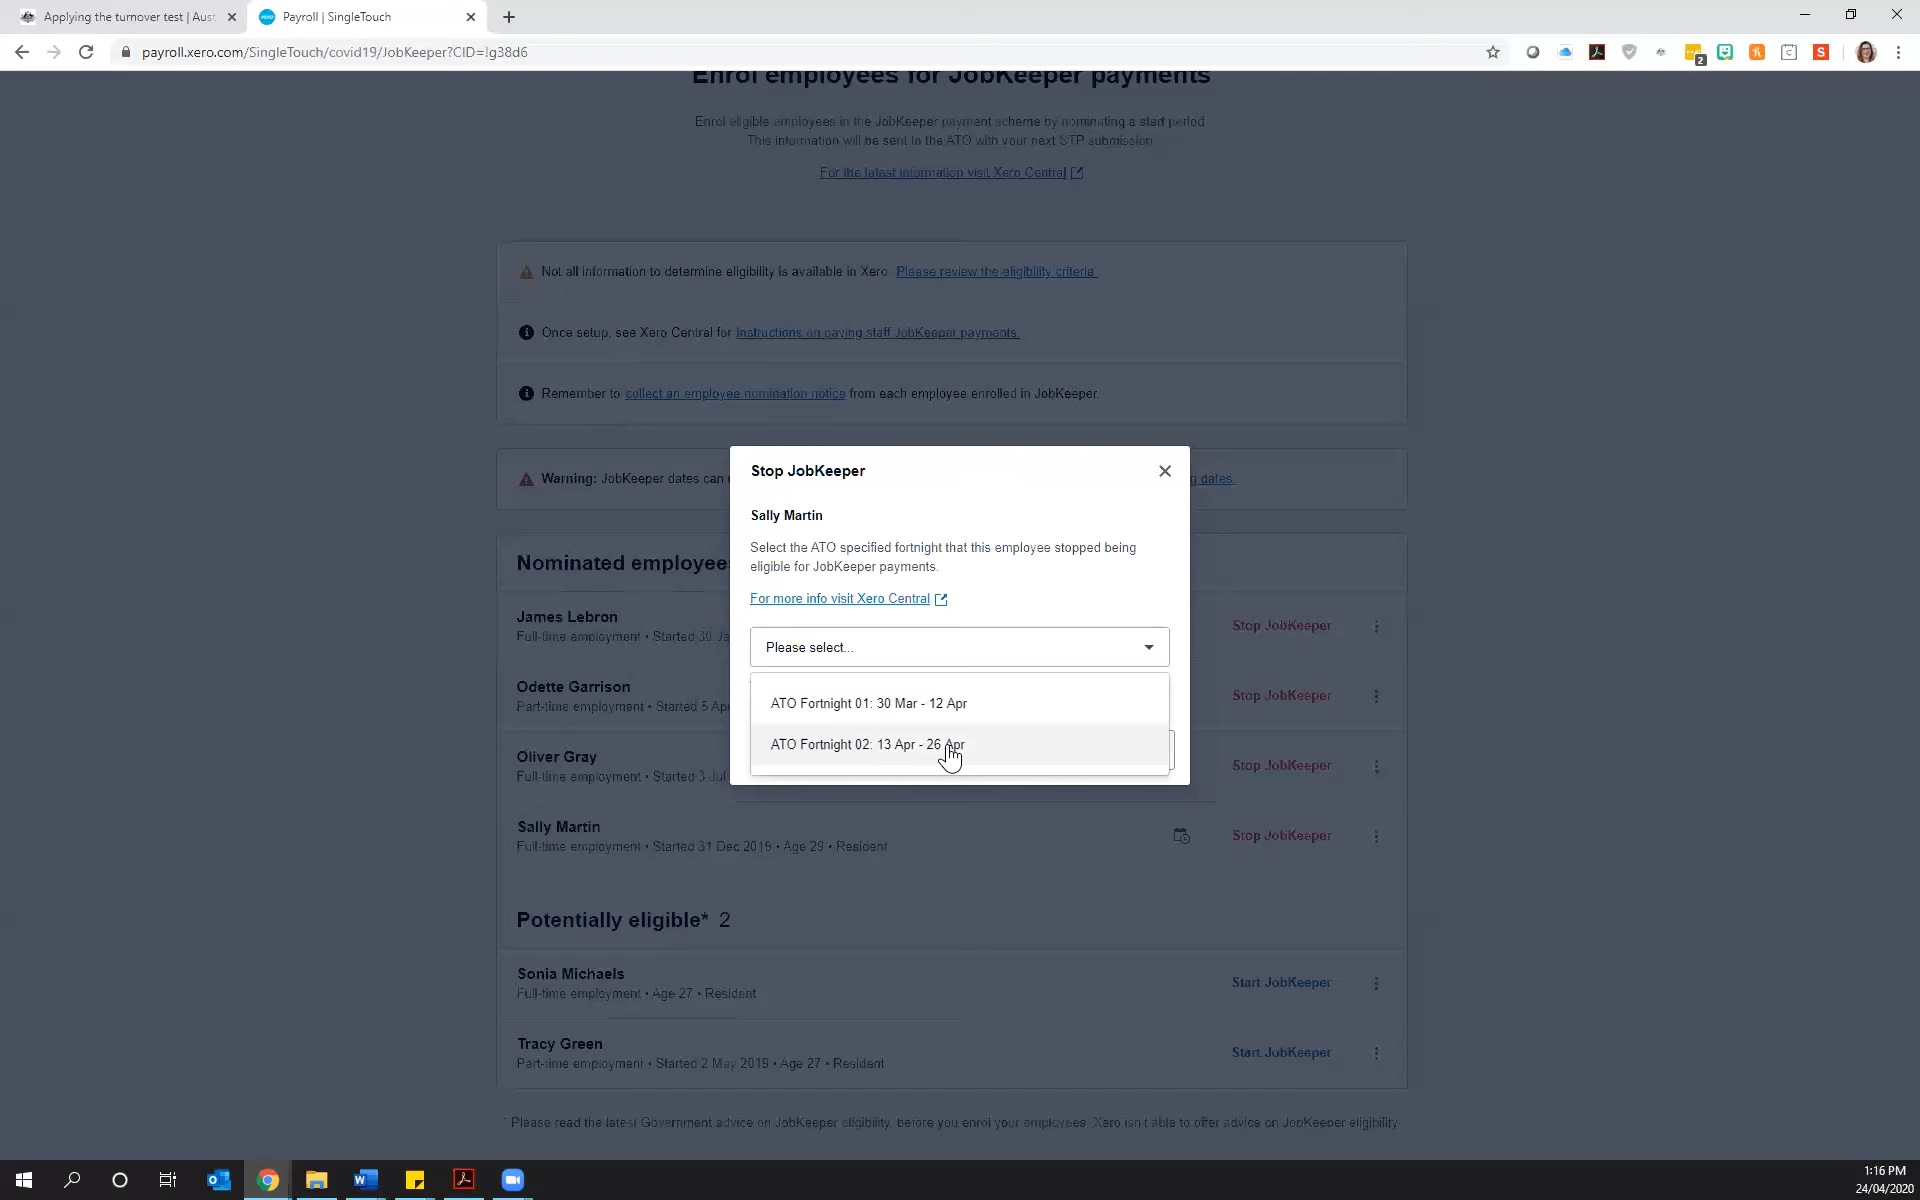 Applying the turnover test | Aust
Payroll | SingleTouch
payroll.xero.com/SingleTouch/covid19/JobKeeper?CID=!g38d6
2
Enrol employees for JobKeeper payments
Enrol eligible employees in the JobKeeper payment scheme by nominating a start period
This information will be sent to the ATO with your next STP submission
For the latest information visit Xero Central
Not all information to determine eligibility is available in Xero. Please review the eligibility criteria.
Once setup, see Xero Central for instructions on paying staff JobKeeper payments.
Remember to collect an employee nomination notice from each employee enrolled in JobKeeper.
Warning: JobKeeper dates can
g dates.
Stop JobKeeper
Sally Martin
Select the ATO specified fortnight that this employee stopped being
eligible for JobKeeper payments.
For more info visit Xero Central
Please select...
ATO Fortnight 01: 30 Mar - 12 Apr
ATO Fortnight 02: 13 Apr - 26 Apr
Nominated employees
James Lebron
Full-time employment • Started 30 Ja
Stop JobKeeper
Odette Garrison
Part-time employment • Started 5 Apr
Stop JobKeeper
Oliver Gray
Full-time employment • Started 3 Jul
Stop JobKeeper
Sally Martin
Full-time employment • Started 31 Dec 2019 • Age 29 • Resident
Stop JobKeeper
Potentially eligible* 2
Sonia Michaels
Full-time employment • Age 27 • Resident
Start JobKeeper
Tracy Green
Part-time employment • Started 2 May 2019 • Age 27 • Resident
Start JobKeeper
* Please read the latest Government advice on JobKeeper eligibility, before you enrol your employees. Xero isn't able to offer advice on JobKeeper eligibility
1:16 PM
24/04/2020